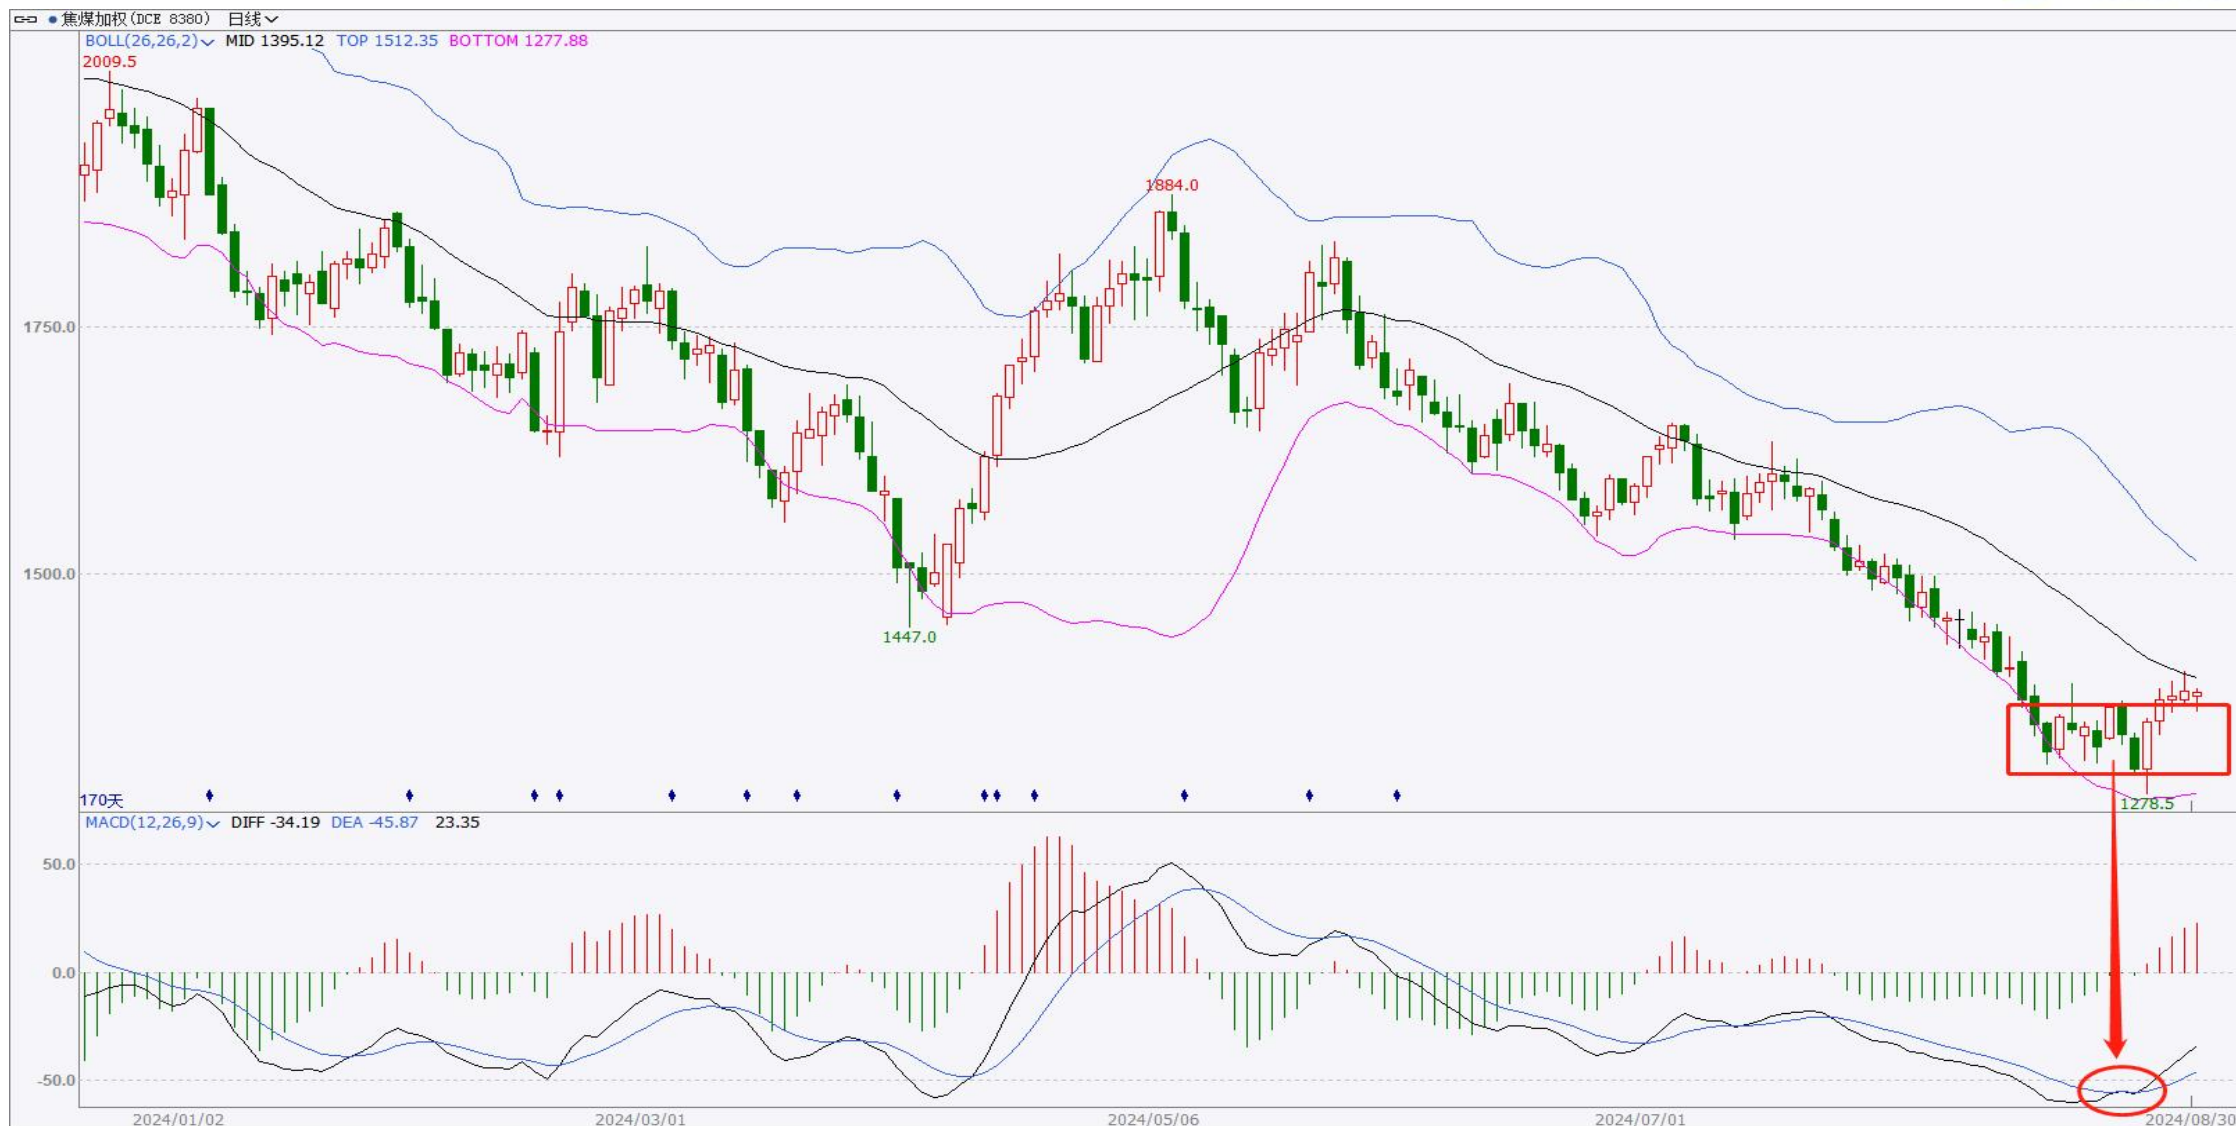 焦煤加权(DCE 8380) 日线
BOLL(26,26,2) MID 1395.12 TOP 1512.35 BOTTOM 1277.88
2009.5
1884.0
1750.0
1500.0
1447.0
170天
1278.5
MACD(12,26,9) DIFF -34.19 DEA -45.87 23.35
50.0
0.0
-50.0
2024/01/02 2024/03/01 2024/05/06 2024/07/01 2024/08/30